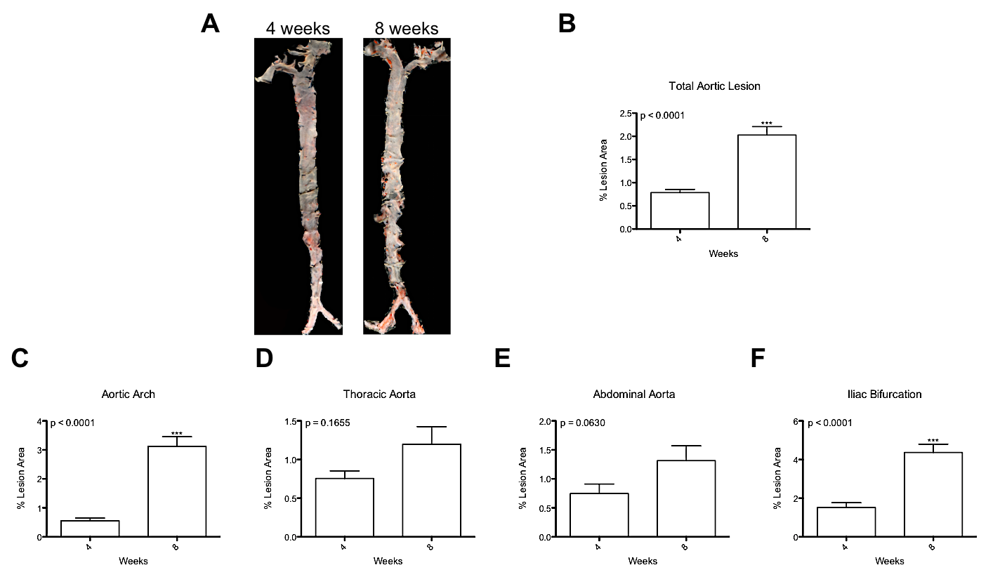 A
4 weeks
8 weeks
B
Total Aortic Lesion
p < 0.0001
***
% Lesion Area
2.5
2.0
1.5
1.0
0.5
0.0
4
8
Weeks
C
Aortic Arch
p < 0.0001
***
% Lesion Area
4
3
2
1
0
4
8
Weeks
D
Thoracic Aorta
p = 0.1655
% Lesion Area
1.5
1.0
0.5
0.0
4
8
Weeks
E
Abdominal Aorta
p = 0.0630
% Lesion Area
2.0
1.5
1.0
0.5
0.0
4
8
Weeks
F
Iliac Bifurcation
p < 0.0001
***
% Lesion Area
6
4
2
0
4
8
Weeks